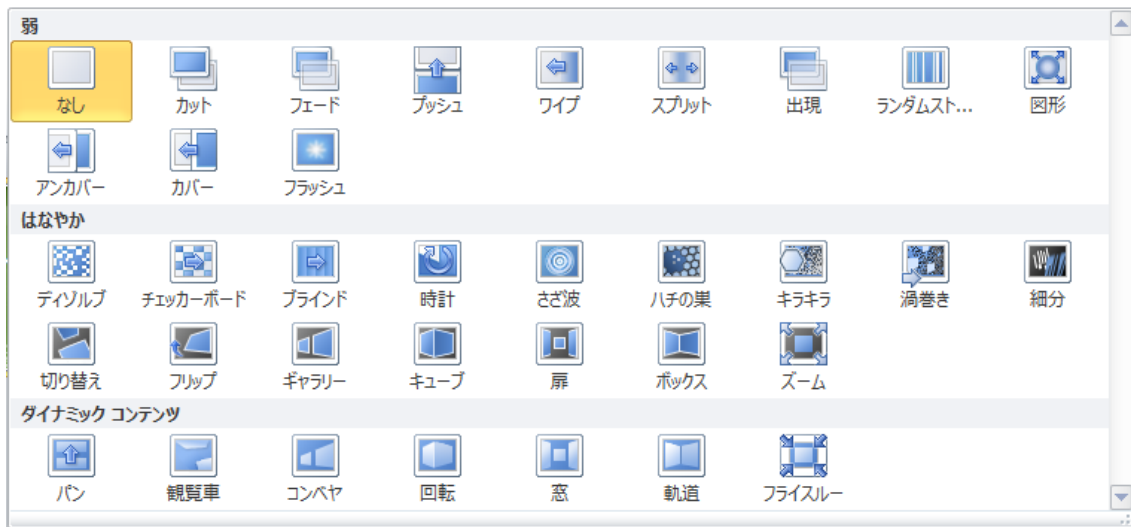 弱
なし カット フェード プッシュ ワイプ スプリット 出現 ランダムスト... 図形
アンカバー カバー フラッシュ
はなやか
ディゾルブ チェッカーボード ブラインド 時計 さざ波 ハチの巣 キラキラ 渦巻き 細分
切り替え フリップ ギャラリー キューブ 扉 ボックス ズーム
ダイナミック コンテンツ
パン 観覧車 コンベヤ 回転 窓 軌道 フライスルー